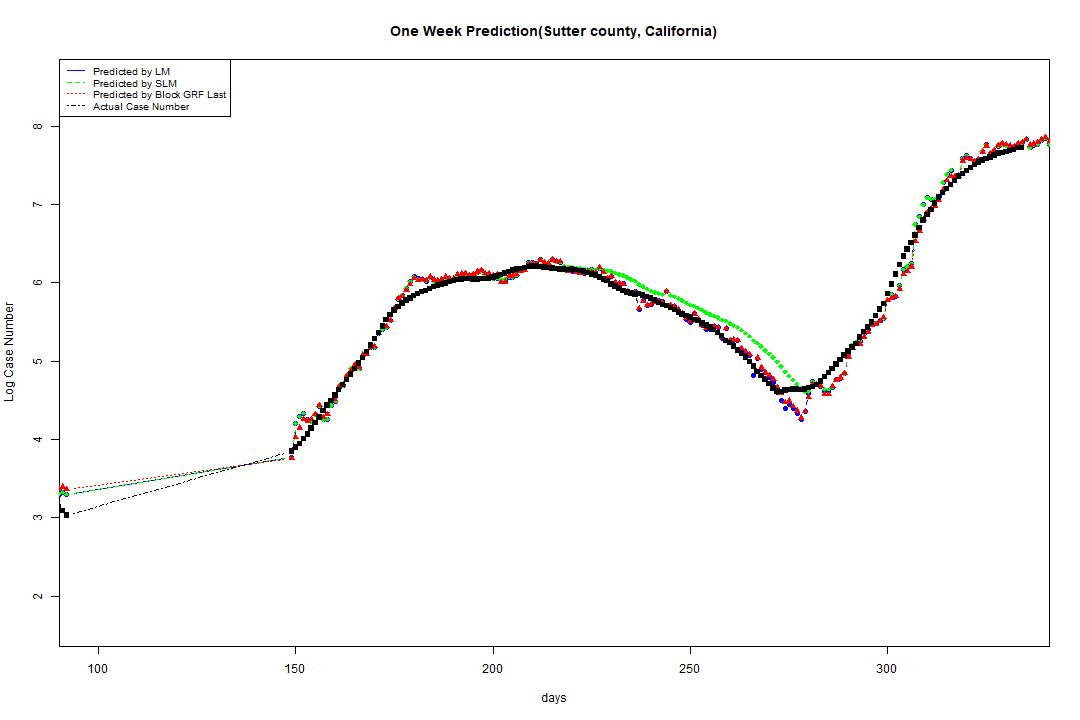 One Week Prediction(Sutter county, California)
Predicted by LM
Predicted by SLM
Predicted by Block GRF Last
Actual Case Number
Log Case Number
8
7
6
5
4
3
2
100 150 200 250 300
days